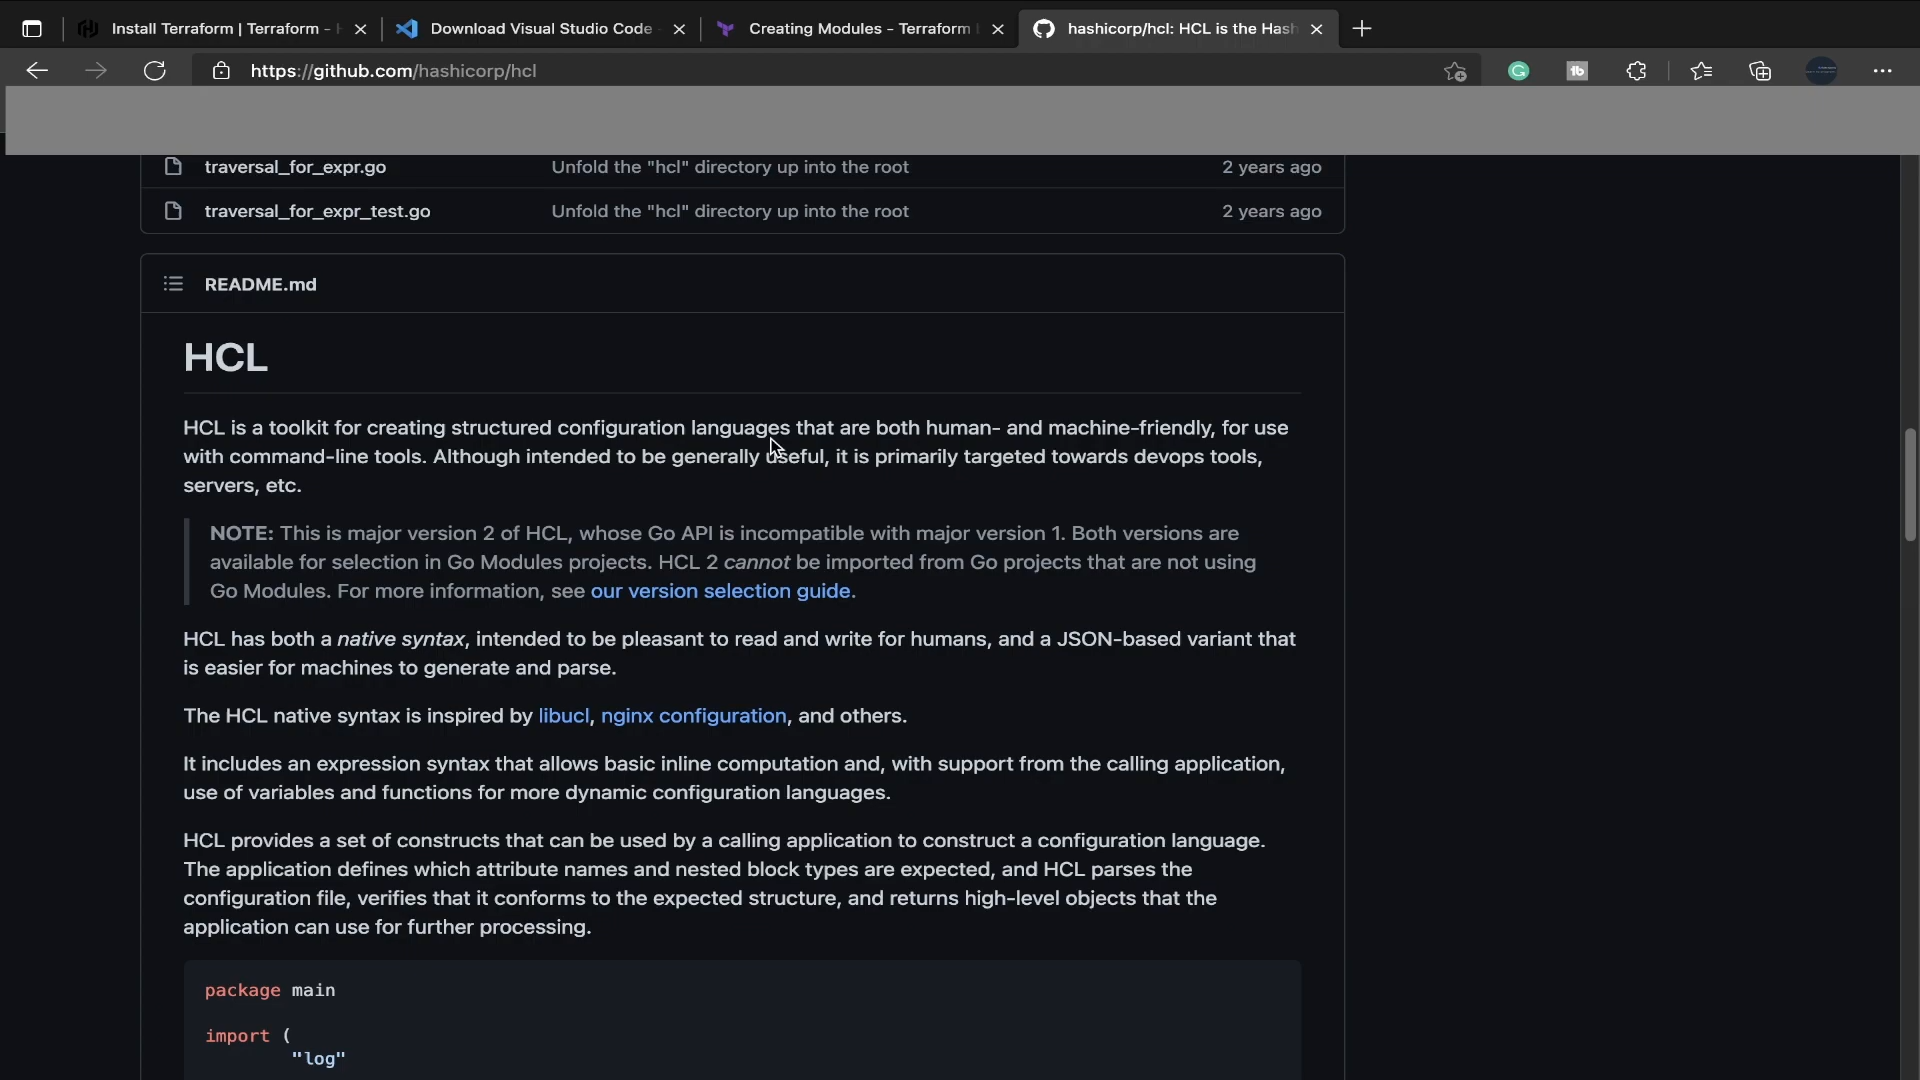 Install Terraform | Terraform -
Download Visual Studio Code
Creating Modules - Terraform
hashicorp/hcl: HCL is the Hash
https://github.com/hashicorp/hcl
traversal_for_expr.go Unfold the "hcl" directory up into the root 2 years ago
traversal_for_expr_test.go Unfold the "hcl" directory up into the root 2 years ago
README.md
HCL
HCL is a toolkit for creating structured configuration languages that are both human- and machine-friendly, for use
with command-line tools. Although intended to be generally useful, it is primarily targeted towards devops tools,
servers, etc.
NOTE: This is major version 2 of HCL, whose Go API is incompatible with major version 1. Both versions are
available for selection in Go Modules projects. HCL 2 cannot be imported from Go projects that are not using
Go Modules. For more information, see our version selection guide.
HCL has both a native syntax, intended to be pleasant to read and write for humans, and a JSON-based variant that
is easier for machines to generate and parse.
The HCL native syntax is inspired by libucl, nginx configuration, and others.
It includes an expression syntax that allows basic inline computation and, with support from the calling application,
use of variables and functions for more dynamic configuration languages.
HCL provides a set of constructs that can be used by a calling application to construct a configuration language.
The application defines which attribute names and nested block types are expected, and HCL parses the
configuration file, verifies that it conforms to the expected structure, and returns high-level objects that the
application can use for further processing.
package main
import (
"log"